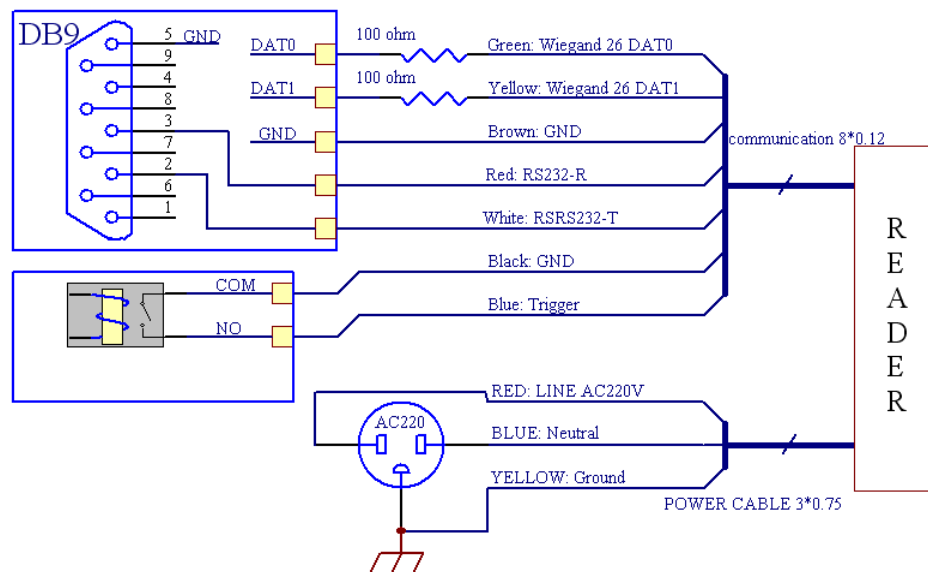 DB9
5 GND
9
4
8
3
7
2
6
1
DAT0
100 ohm
Green: Wiegand 26 DAT0
DAT1
100 ohm
Yellow: Wiegand 26 DAT1
GND
Brown: GND
Red: RS232-R
White: RSRS232-T
communication 8*0.12
READER
COM
Black: GND
NO
Blue: Trigger
RED: LINE AC220V
AC220
BLUE: Neutral
YELLOW: Ground
POWER CABLE 3*0.75